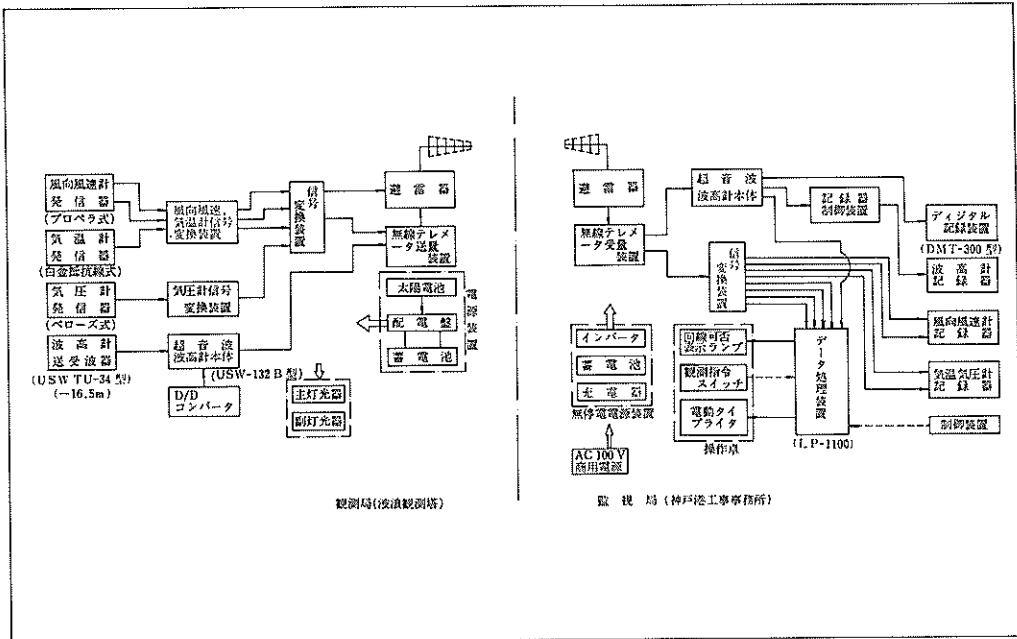 風向風速計
発信器
(プロペラ式)
気温計
発信器
(白金抵抗線式)
気圧計
発信器
(ベローズ式)
波高計
送受波器
(USW TU-34 型)
(−16.5m)
風向風速,
気温計信号
変換装置
気圧計信号
変換装置
超音波
波高計本体
(USW-132 B 型)
D/D
コンバータ
信号変換装置
避雷器
無線テレメ
ータ送量
装置
太陽電池
配電盤
蓄電池
電源装置
主灯光器
副灯光器
観測局(波浪観測塔)
避雷器
無線テレメ
ータ受量
装置
超音波
波高計本体
記録器
制御装置
ディジタル
記録装置
(DMT-300 型)
波高計
記録器
信号変換装置
風向風速計
記録器
気温気圧計
記録器
インバータ
蓄電池
充電器
無停電電源装置
AC 100 V
商用電源
回線可否
表示ランプ
観測指令
スイッチ
電動タイ
プライタ
操作卓
データ処理装置
(LP-1100)
制御装置
監視局(神戸港工事事務所)